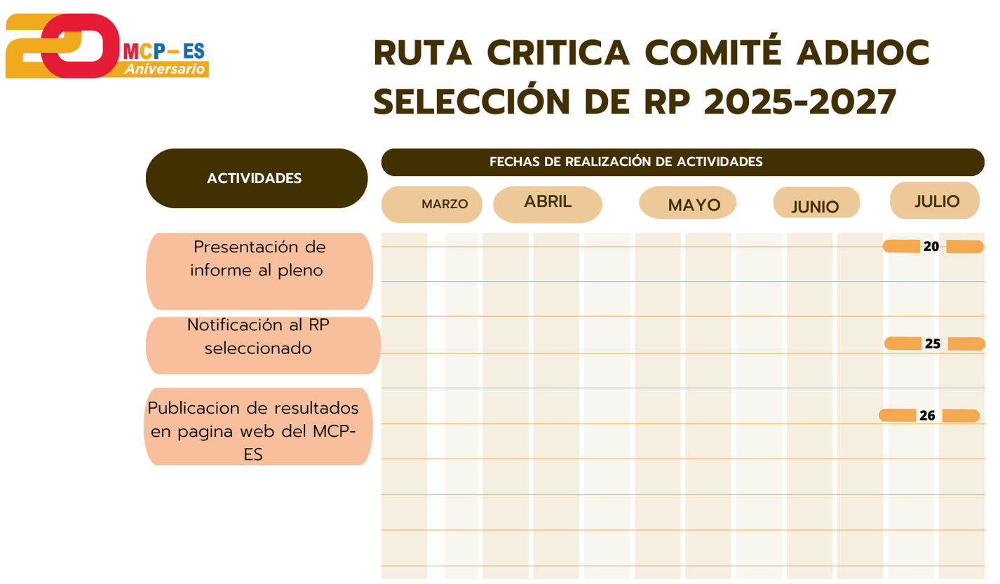 20
MCP-ES
Aniversario
RUTA CRITICA COMITÉ ADHOC
SELECCIÓN DE RP 2025-2027
ACTIVIDADES
FECHAS DE REALIZACIÓN DE ACTIVIDADES
MARZO
ABRIL
MAYO
JUNIO
JULIO
Presentación de
informe al pleno
20
Notificación al RP
seleccionado
25
Publicacion de resultados
en pagina web del MCP-
ES
26